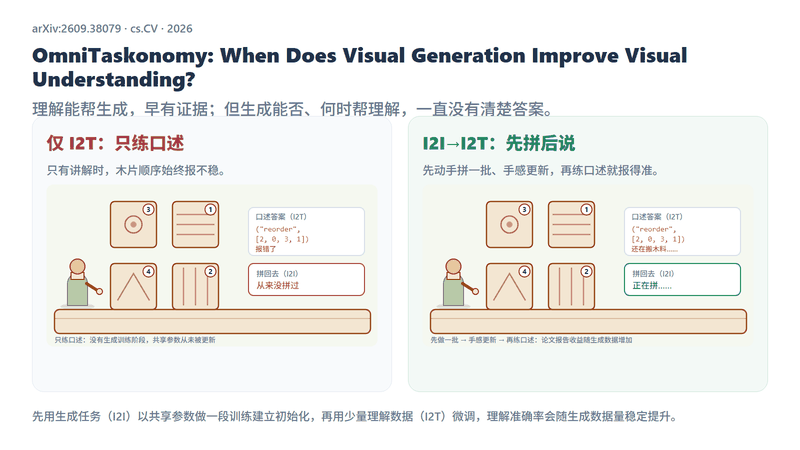 arXiv:2609.38079 · cs.CV · 2026
OmniTaskonomy: When Does Visual Generation Improve Visual
Understanding?
理解能帮生成，早有证据；但生成能否、何时帮理解，一直没有清楚答案。
仅 I2T：只练口述
只有讲解时，木片顺序始终报不稳。
3
1
4
2
口述答案（I2T）
{"reorder",
[2, 0, 3, 1]}
报错了
拼回去（I2I）
从来没拼过
只练口述：没有生成训练阶段，共享参数从未被更新
I2I→I2T：先拼后说
先动手拼一批、手感更新，再练口述就报得准。
3
1
4
2
口述答案（I2T）
{"reorder",
[2, 0, 3, 1]}
还在搬木料……
拼回去（I2I）
正在拼……
先做一批 → 手感更新 → 再练口述：论文报告收益随生成数据增加
先用生成任务（I2I）以共享参数做一段训练建立初始化，再用少量理解数据（I2T）微调，理解准确率会随生成数据量稳定提升。